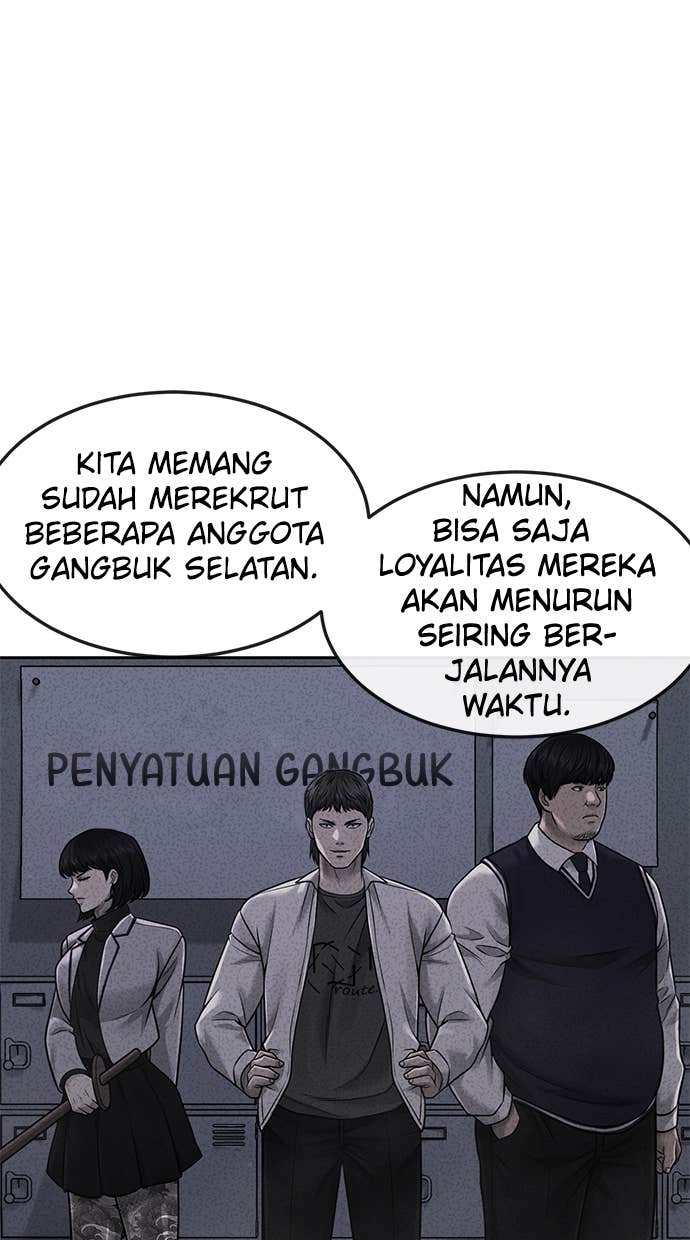 KITA MEMANG
SUDAH MEREKRUT
BEBERAPA ANGGOTA
GANGBUK SELATAN.
NAMUN,
BISA SAJA
LOYALITAS MEREKA
AKAN MENURUN
SEIRING BER-
JALANNYA
WAKTU.
PENYATUAN GANGBUK
route.